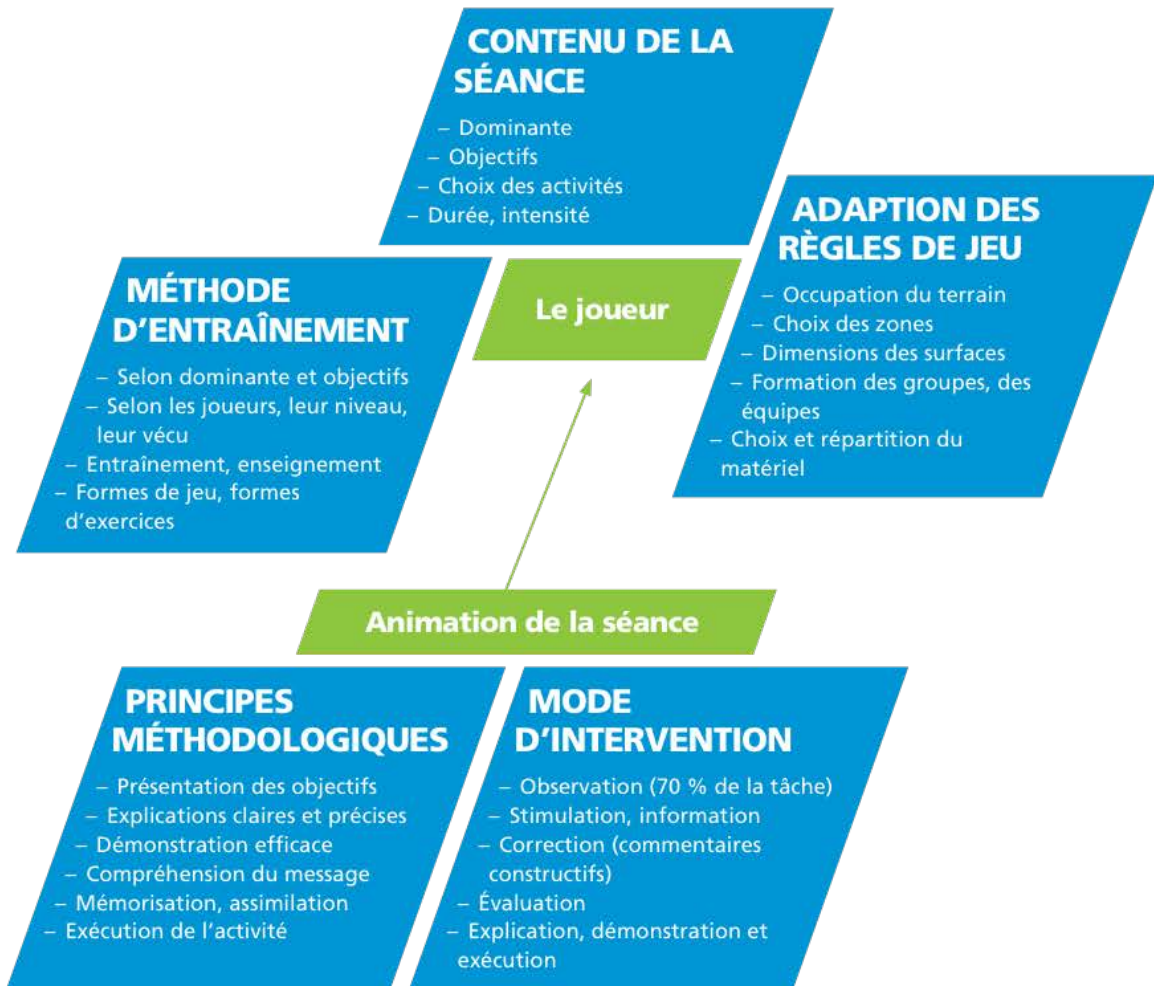 CONTENU DE LA
SÉANCE
– Dominante
– Objectifs
– Choix des activités
– Durée, intensité
MÉTHODE
D’ENTRAÎNEMENT
– Selon dominante et objectifs
– Selon les joueurs, leur niveau,
leur vécu
– Entraînement, enseignement
– Formes de jeu, formes
d’exercices
Le joueur
ADAPTION DES
RÈGLES DE JEU
– Occupation du terrain
– Choix des zones
– Dimensions des surfaces
– Formation des groupes, des
équipes
– Choix et répartition du
matériel
Animation de la séance
PRINCIPES
MÉTHODOLOGIQUES
– Présentation des objectifs
– Explications claires et précises
– Démonstration efficace
– Compréhension du message
– Mémorisation, assimilation
– Exécution de l’activité
MODE
D’INTERVENTION
– Observation (70 % de la tâche)
– Stimulation, information
– Correction (commentaires
constructifs)
– Évaluation
– Explication, démonstration et
exécution